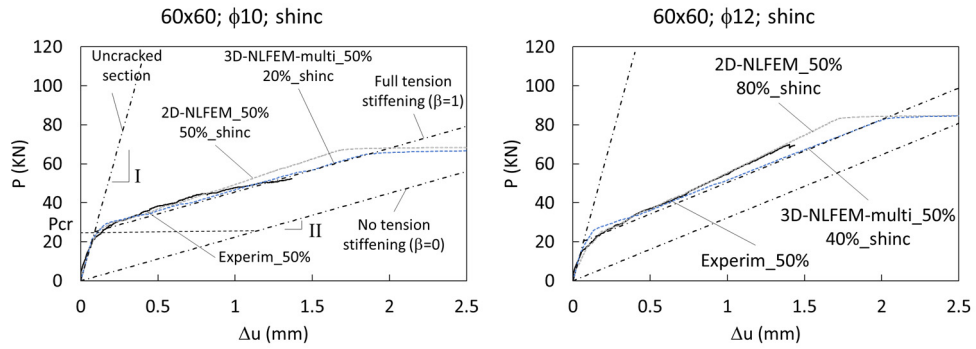 60x60; ϕ10; shinc
P (KN)
120
100
80
60
40
20
0
Pcr
Uncracked
section
3D-NLFEM-multi_50%
20%_shinc
2D-NLFEM_50%
50%_shinc
Full tension
stiffening (β=1)
I
II
No tension
stiffening (β=0)
Experim_50%
0
0.5
1
1.5
2
2.5
Δu (mm)
60x60; ϕ12; shinc
P (KN)
120
100
80
60
40
20
0
2D-NLFEM_50%
80%_shinc
3D-NLFEM-multi_50%
40%_shinc
Experim_50%
0
0.5
1
1.5
2
2.5
Δu (mm)